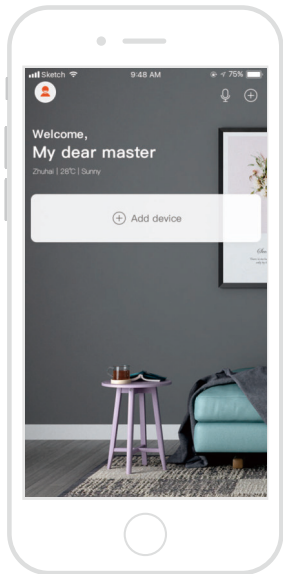 Sketch
9:48 AM
75%
Welcome,
My dear master
Zhuhai | 26℃ | Sunny
Add device